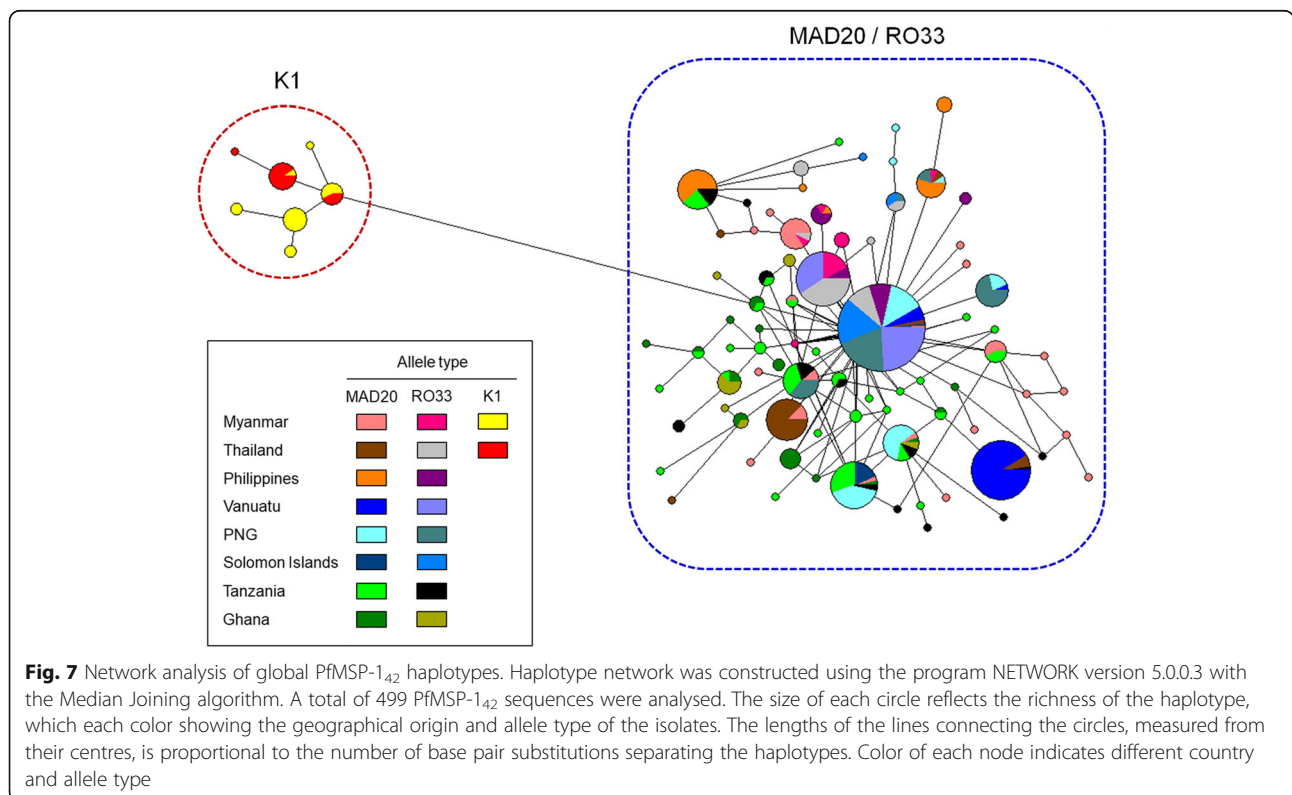 MAD20 / RO33
K1
Allele type
MAD20 RO33 K1
Myanmar
Thailand
Philippines
Vanuatu
PNG
Solomon Islands
Tanzania
Ghana
Fig. 7 Network analysis of global PfMSP-1₄₂ haplotypes. Haplotype network was constructed using the program NETWORK version 5.0.0.3 with
the Median Joining algorithm. A total of 499 PfMSP-1₄₂ sequences were analysed. The size of each circle reflects the richness of the haplotype,
which each color showing the geographical origin and allele type of the isolates. The lengths of the lines connecting the circles, measured from
their centres, is proportional to the number of base pair substitutions separating the haplotypes. Color of each node indicates different country
and allele type